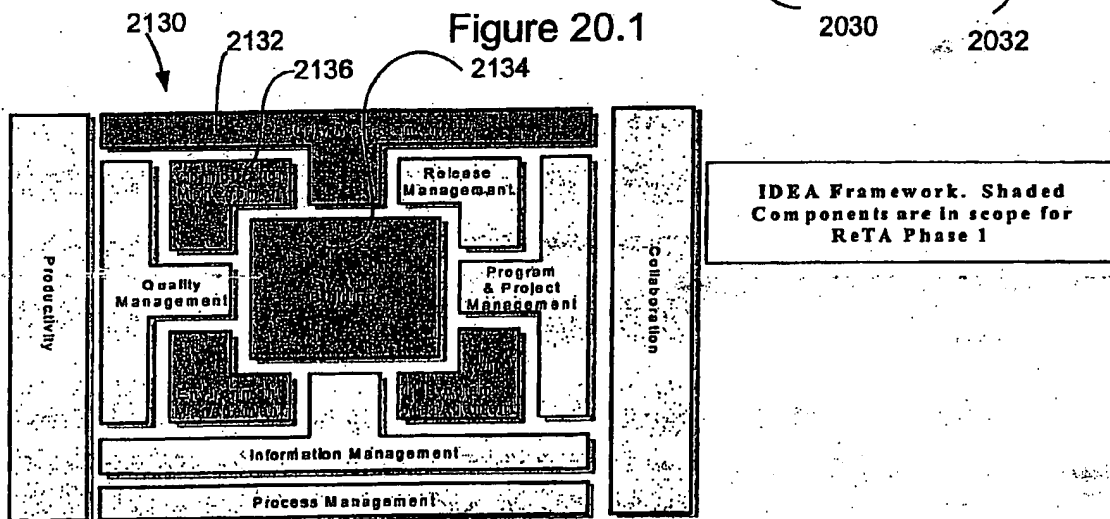 2130
2132
Figure 20.1
2030
2032
2136
2134
Release
Management
IDEA Framework. Shaded
Components are in scope for
ReTA Phase 1
Productivity
Quality
Management
Program
& Project
Management
Collaboration
Management
Information Management
Process Management